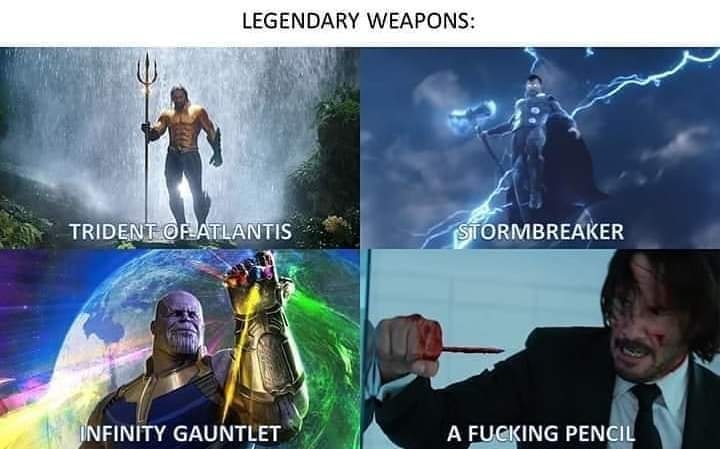 LEGENDARY WEAPONS:
TRIDENT OF ATLANTIS
STORMBREAKER
INFINITY GAUNTLET
A FUCKING PENCIL